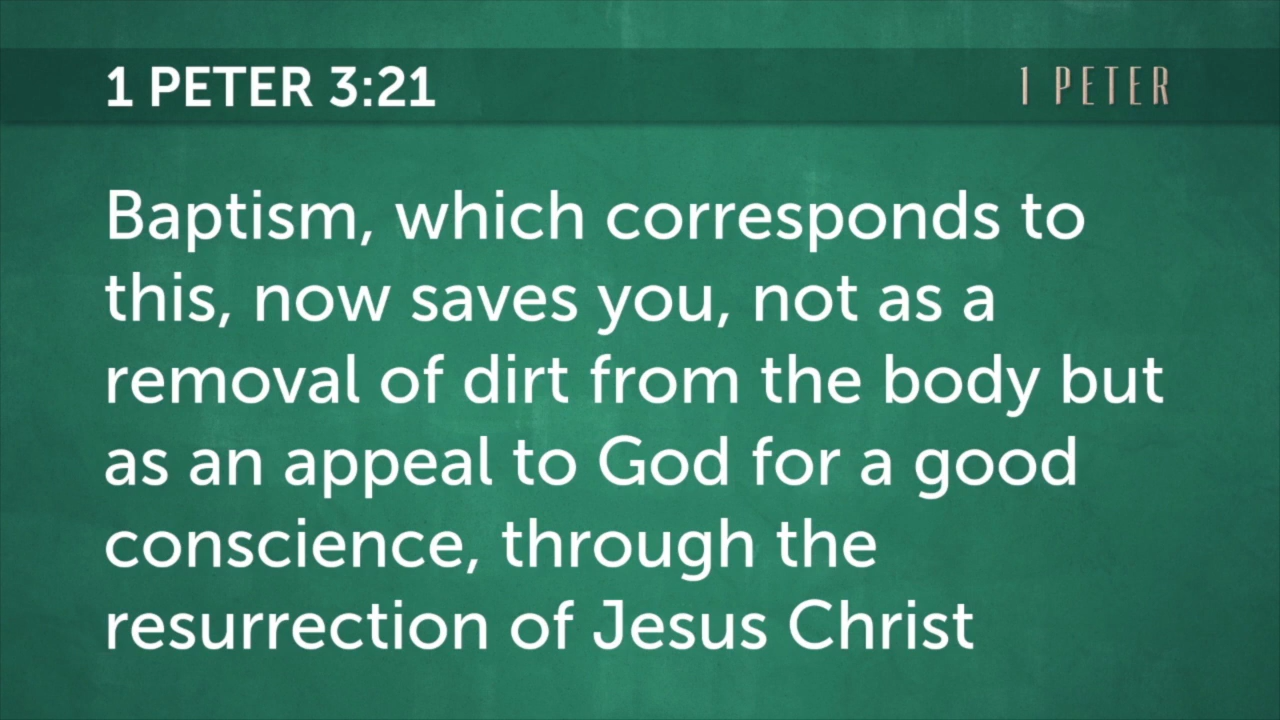 1 PETER 3:21
1 PETER
Baptism, which corresponds to
this, now saves you, not as a
removal of dirt from the body but
as an appeal to God for a good
conscience, through the
resurrection of Jesus Christ